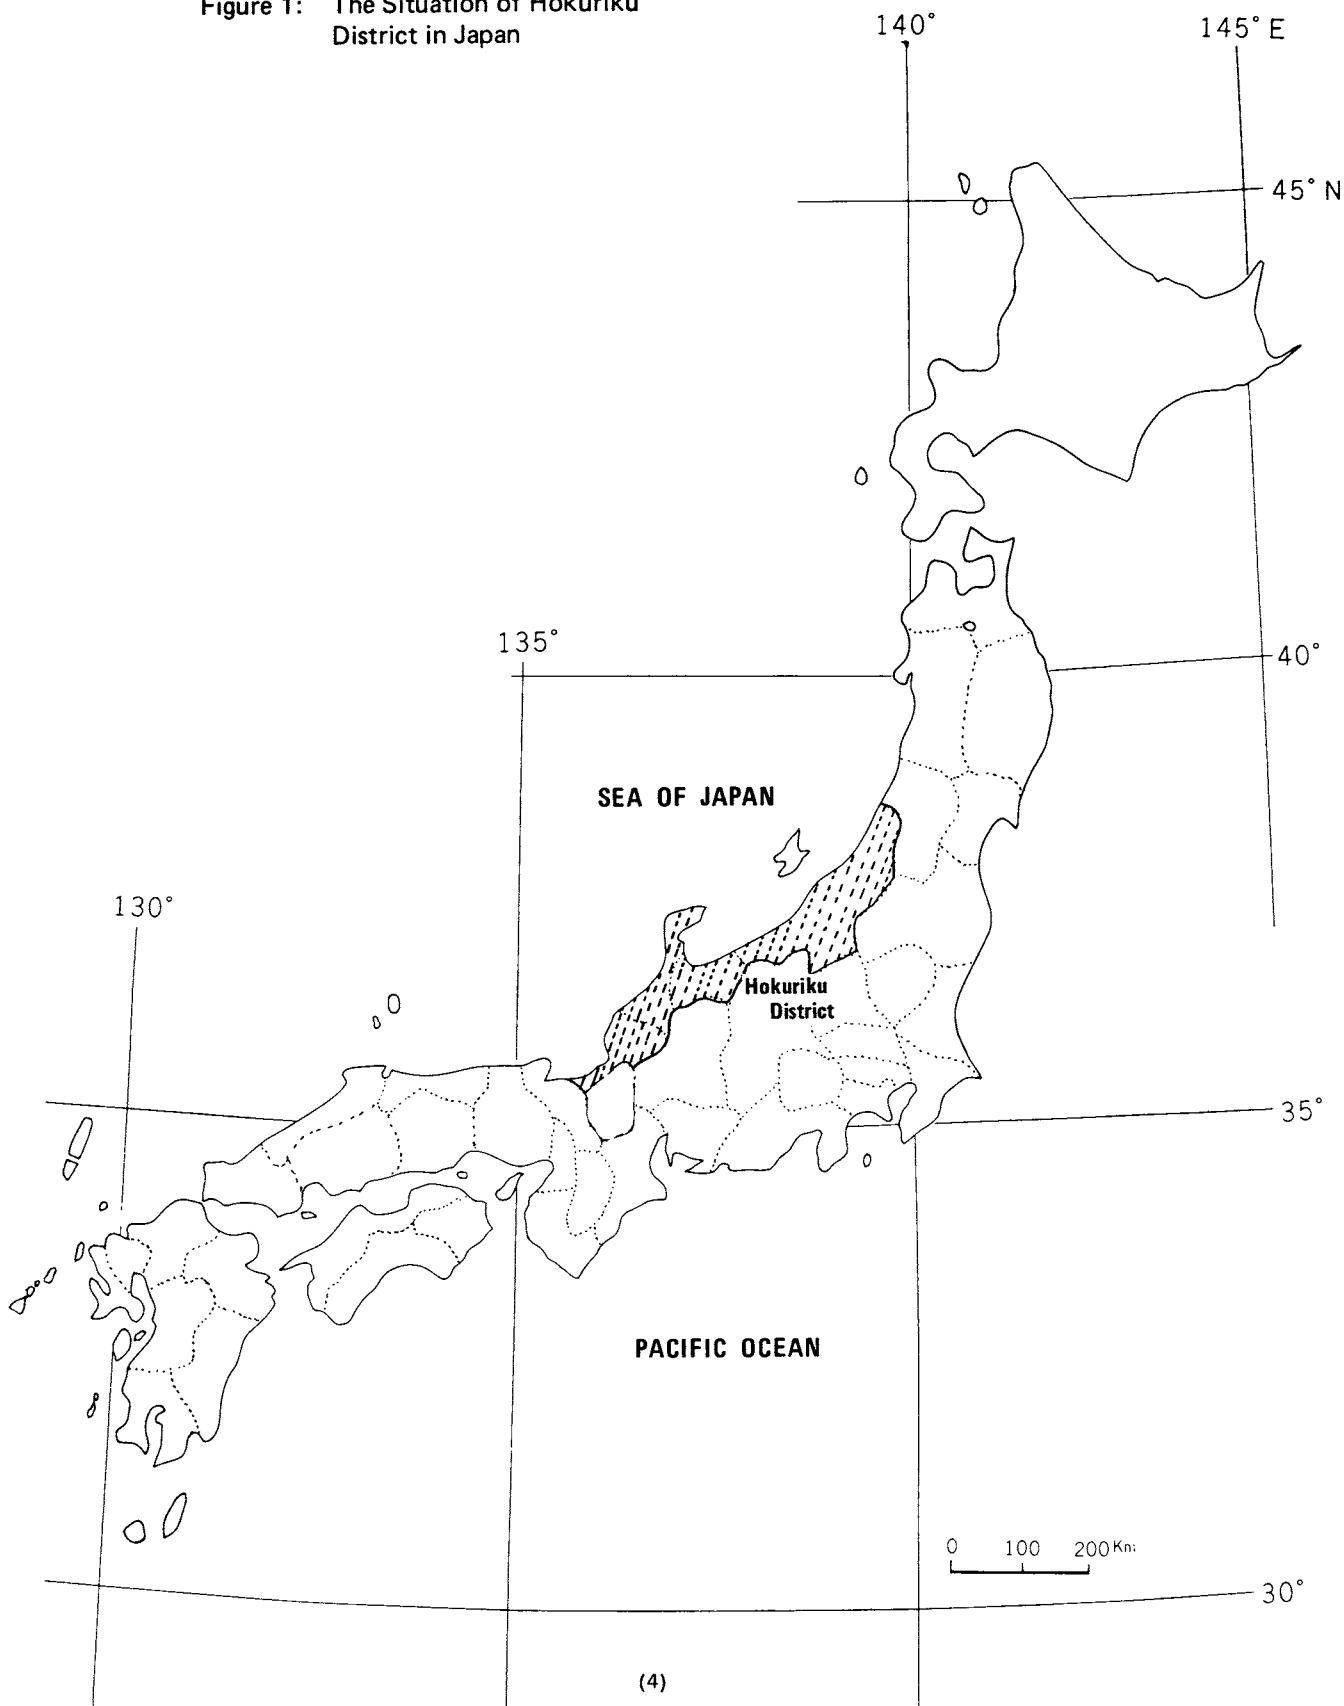 Figure 1: The Situation of Hokuriku
District in Japan
140°
145° E
45° N
135°
40°
SEA OF JAPAN
130°
Hokuriku
District
35°
PACIFIC OCEAN
0 100 200 Km
30°
(4)